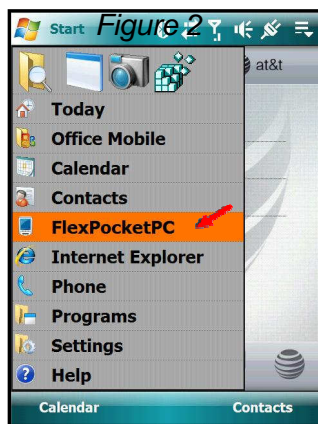 Start Figure 2
at&t
Today
Office Mobile
Calendar
Contacts
FlexPocketPC
Internet Explorer
Phone
Programs
Settings
Help
Calendar Contacts